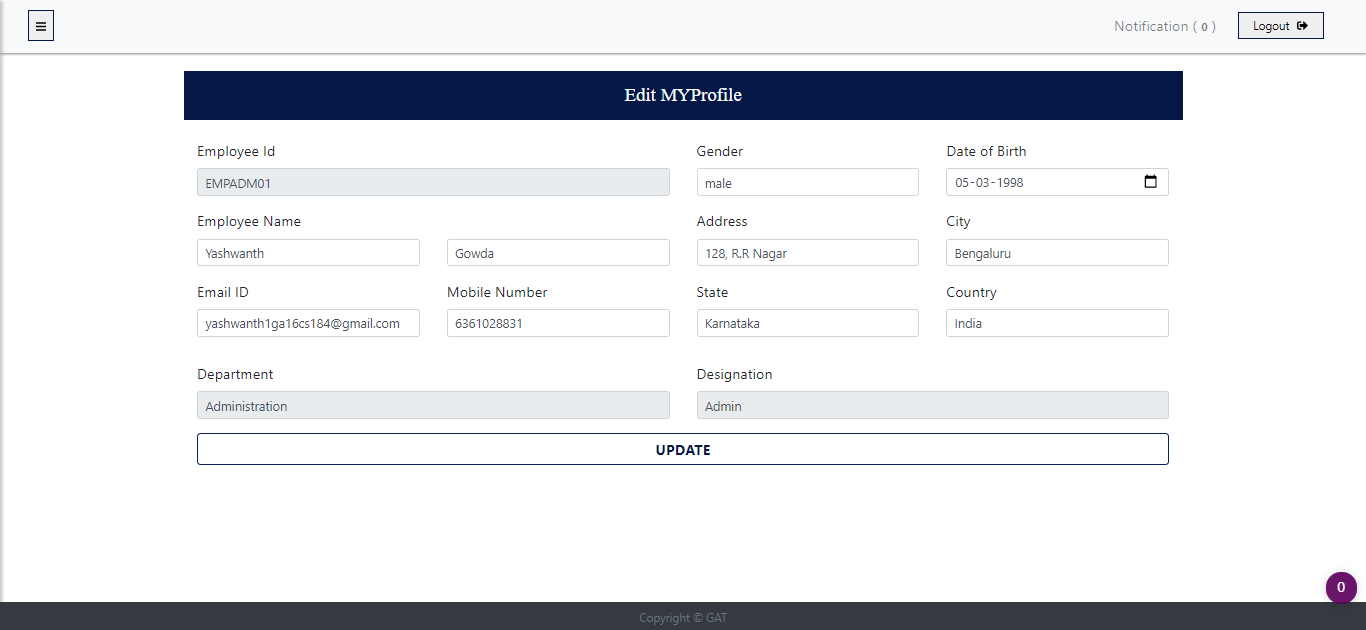 Notification ( 0 )
Logout
Edit MYProfile
Employee Id
Gender
Date of Birth
EMPADM01
male
05-03-1998
Employee Name
Address
City
Yashwanth
Gowda
128, R.R Nagar
Bengaluru
Email ID
Mobile Number
State
Country
yashwanth1ga16cs184@gmail.com
6361028831
Karnataka
India
Department
Designation
Administration
Admin
UPDATE
0
Copyright © GAT